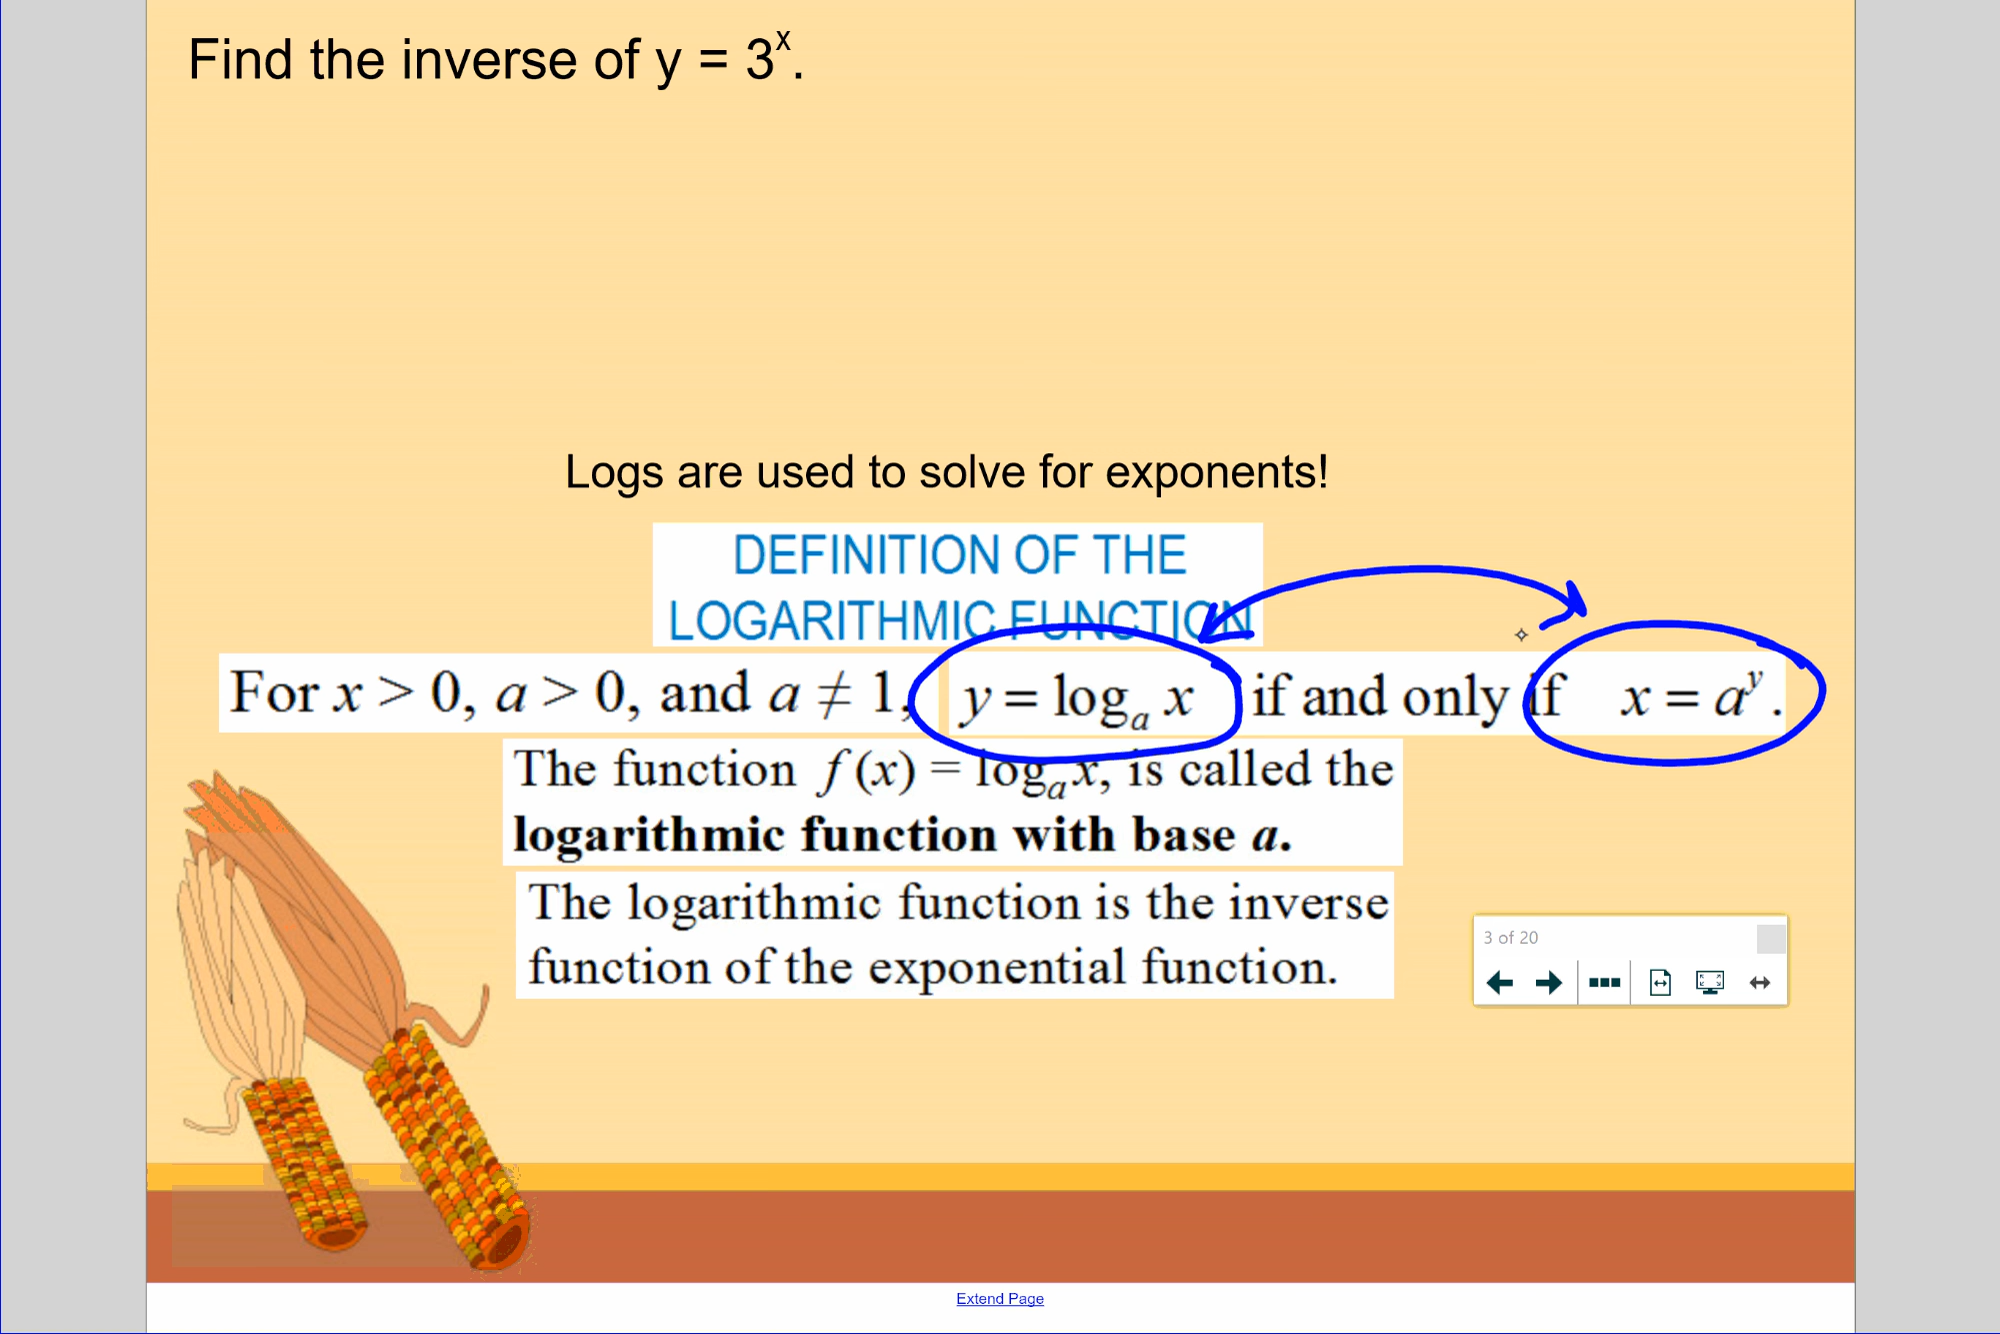 Find the inverse of y = 3ˣ.
Logs are used to solve for exponents!
DEFINITION OF THE
LOGARITHMIC FUNCTION
For x > 0, a > 0, and a ≠ 1, y = logₐ x if and only if x = aʸ.
The function f (x) = logₐx, is called the
logarithmic function with base a.
The logarithmic function is the inverse
function of the exponential function.
3 of 20
Extend Page